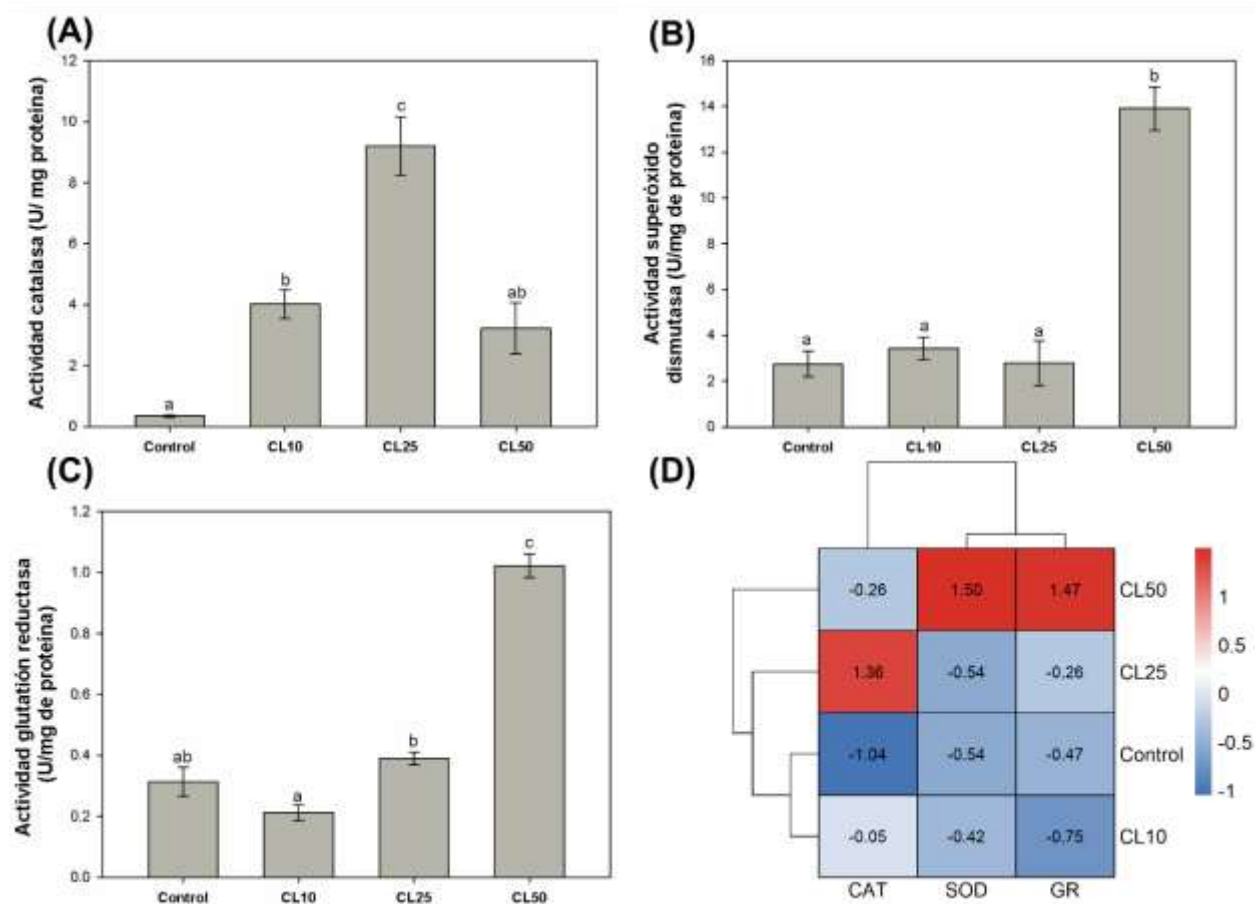 (A)
Actividad catalasa (U/ mg proteina)
12
10
8
6
4
2
0
a
b
c
ab
Control CL10 CL25 CL50
(B)
Actividad superóxido
dismutasa (U/mg de proteina)
16
14
12
10
8
6
4
2
0
a
a
a
b
Control CL10 CL25 CL50
(C)
Actividad glutatión reductasa
(U/mg de proteina)
1.2
1.0
0.8
0.6
0.4
0.2
0.0
ab
a
b
c
Control CL10 CL25 CL50
(D)
-0.26 1.50 1.47 CL50
1.36 -0.54 -0.26 CL25
-1.04 -0.54 -0.47 Control
-0.05 -0.42 -0.75 CL10
CAT SOD GR
1
0.5
0
-0.5
-1